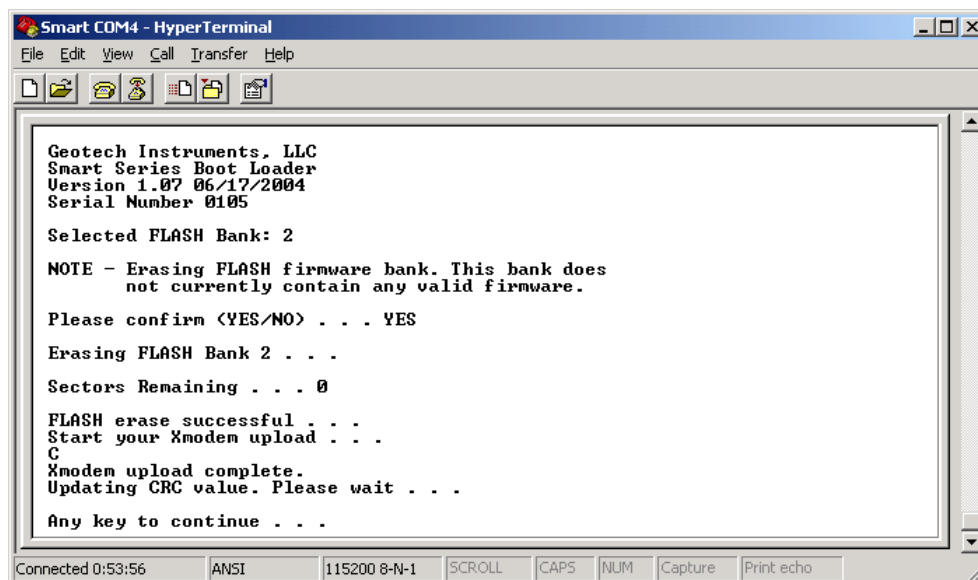 Smart COM4 - HyperTerminal
File Edit View Call Transfer Help
Geotech Instruments, LLC
Smart Series Boot Loader
Version 1.07 06/17/2004
Serial Number 0105
Selected FLASH Bank: 2
NOTE - Erasing FLASH firmware bank. This bank does
not currently contain any valid firmware.
Please confirm (YES/NO) . . . YES
Erasing FLASH Bank 2 . . .
Sectors Remaining . . . 0
FLASH erase successful . . .
Start your Xmodem upload . . .
C
Xmodem upload complete.
Updating CRC value. Please wait . . .
Any key to continue . . .
Connected 0:53:56 ANSI 115200 8-N-1 SCROLL CAPS NUM Capture Print echo